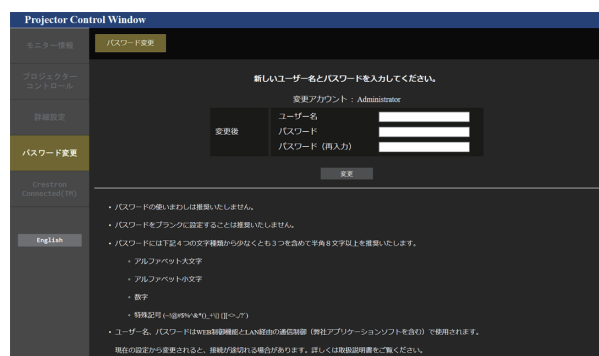 Projector Control Window
モニター情報
パスワード変更
プロジェクター
コントロール
詳細設定
パスワード変更
Crestron
Connected(TM)
English
新しいユーザー名とパスワードを入力してください。
変更アカウント : Administrator
変更後
ユーザー名
パスワード
パスワード (再入力)
変更
• パスワードの使いまわしは推奨いたしません。
• パスワードをブランクに設定することは推奨いたしません。
• パスワードには下記４つの文字種類から少なくとも３つを含めて半角８文字以上を推奨いたします。
◦ アルファベット大文字
◦ アルファベット小文字
◦ 数字
◦ 特殊記号
• ユーザー名、パスワードはWEB制御機能とLAN経由の通信制御（弊社アプリケーションソフトを含む）で使用されます。
現在の設定から変更されると、接続が途切れる場合があります。詳しくは取扱説明書をご覧ください。